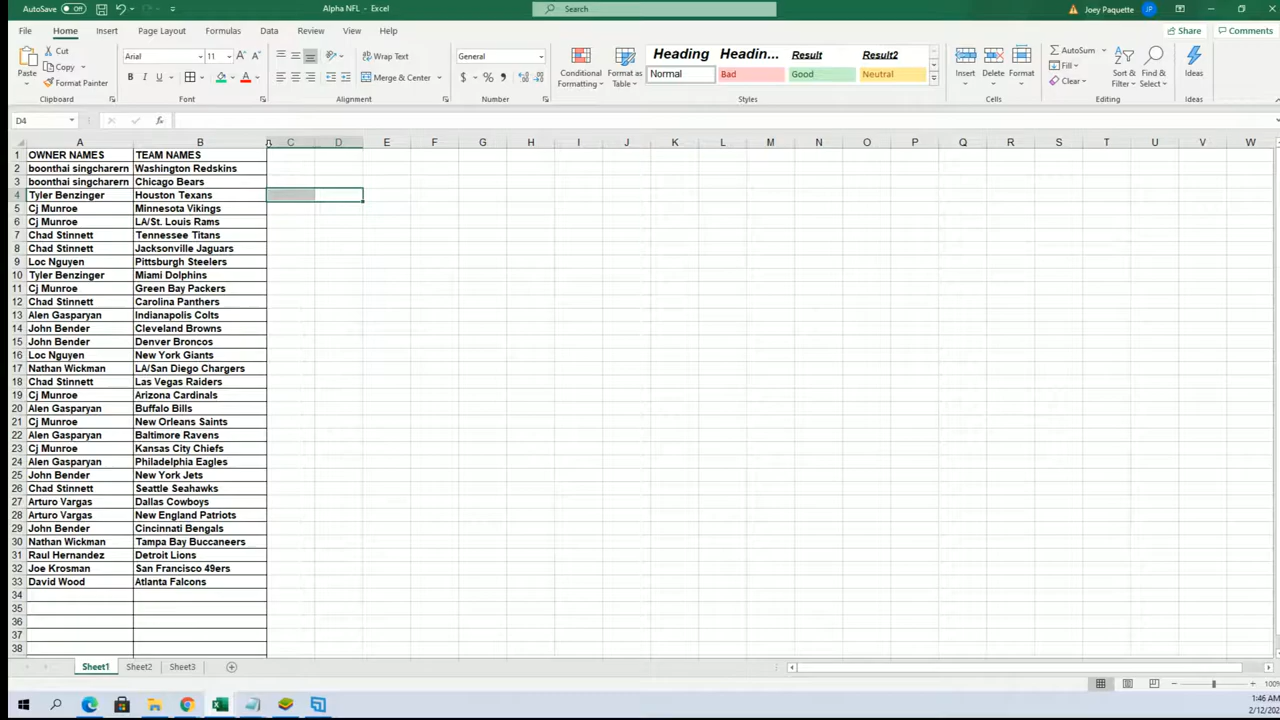 AutoSave Off Alpha NFL - Excel Search Joey Paquette JP
File Home Insert Page Layout Formulas Data Review View Help Share Comments
Paste Cut Copy Format Painter Clipboard
Arial 11 B I U A Font
Wrap Text Merge & Center Alignment
General $ % Number
Conditional Formatting Format as Table Heading Headin... Result Result2 Normal Bad Good Neutral Styles
Insert Delete Format Cells
AutoSum Fill Clear Sort & Filter Find & Select Editing
Ideas Ideas
D4 fx
A B C D E F G H I J K L M N O P Q R S T U V W
1 OWNER NAMES TEAM NAMES
2 boonthai singcharern Washington Redskins
3 boonthai singcharern Chicago Bears
4 Tyler Benzinger Houston Texans
5 Cj Munroe Minnesota Vikings
6 Cj Munroe LA/St. Louis Rams
7 Chad Stinnett Tennessee Titans
8 Chad Stinnett Jacksonville Jaguars
9 Loc Nguyen Pittsburgh Steelers
10 Tyler Benzinger Miami Dolphins
11 Cj Munroe Green Bay Packers
12 Chad Stinnett Carolina Panthers
13 Alen Gasparyan Indianapolis Colts
14 John Bender Cleveland Browns
15 John Bender Denver Broncos
16 Loc Nguyen New York Giants
17 Nathan Wickman LA/San Diego Chargers
18 Chad Stinnett Las Vegas Raiders
19 Cj Munroe Arizona Cardinals
20 Alen Gasparyan Buffalo Bills
21 Cj Munroe New Orleans Saints
22 Alen Gasparyan Baltimore Ravens
23 Cj Munroe Kansas City Chiefs
24 Alen Gasparyan Philadelphia Eagles
25 John Bender New York Jets
26 Chad Stinnett Seattle Seahawks
27 Arturo Vargas Dallas Cowboys
28 Arturo Vargas New England Patriots
29 John Bender Cincinnati Bengals
30 Nathan Wickman Tampa Bay Buccaneers
31 Raul Hernandez Detroit Lions
32 Joe Krosman San Francisco 49ers
33 David Wood Atlanta Falcons
34
35
36
37
38
Sheet1 Sheet2 Sheet3
100%
1:46 AM
2/12/202